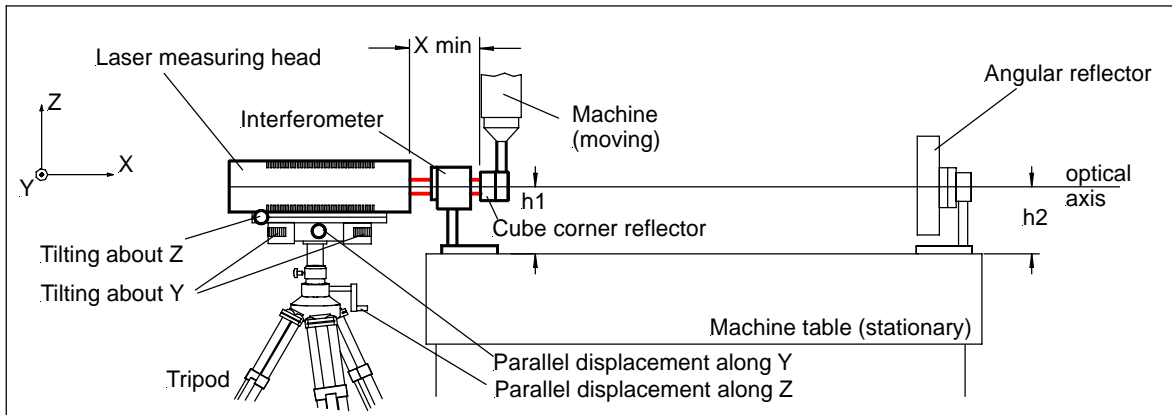 X min
Laser measuring head
Angular reflector
Z
Interferometer
Machine
(moving)
X
Y
optical
axis
h1
h2
Cube corner reflector
Tilting about Z
Tilting about Y
Machine table (stationary)
Parallel displacement along Y
Tripod
Parallel displacement along Z